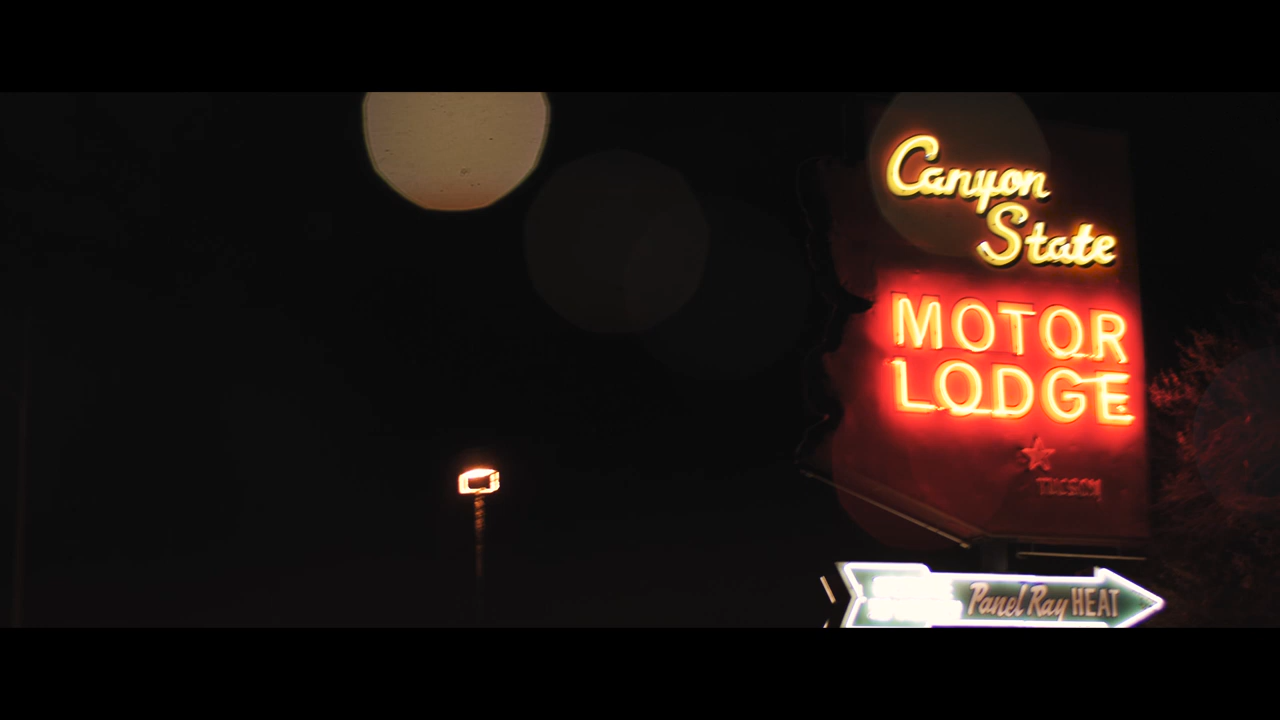 Canyon
State
MOTOR
LODGE
TUCSON
Panel Ray HEAT